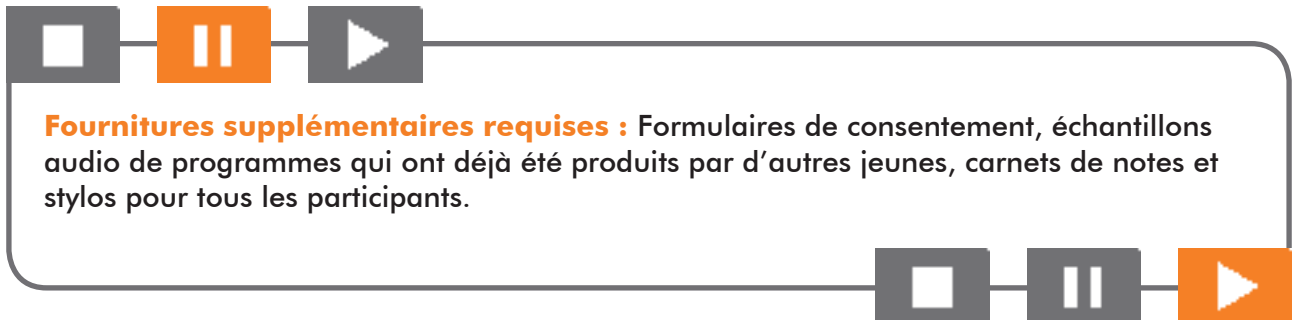 Fournitures supplémentaires requises : Formulaires de consentement, échantillons
audio de programmes qui ont déjà été produits par d’autres jeunes, carnets de notes et
stylos pour tous les participants.